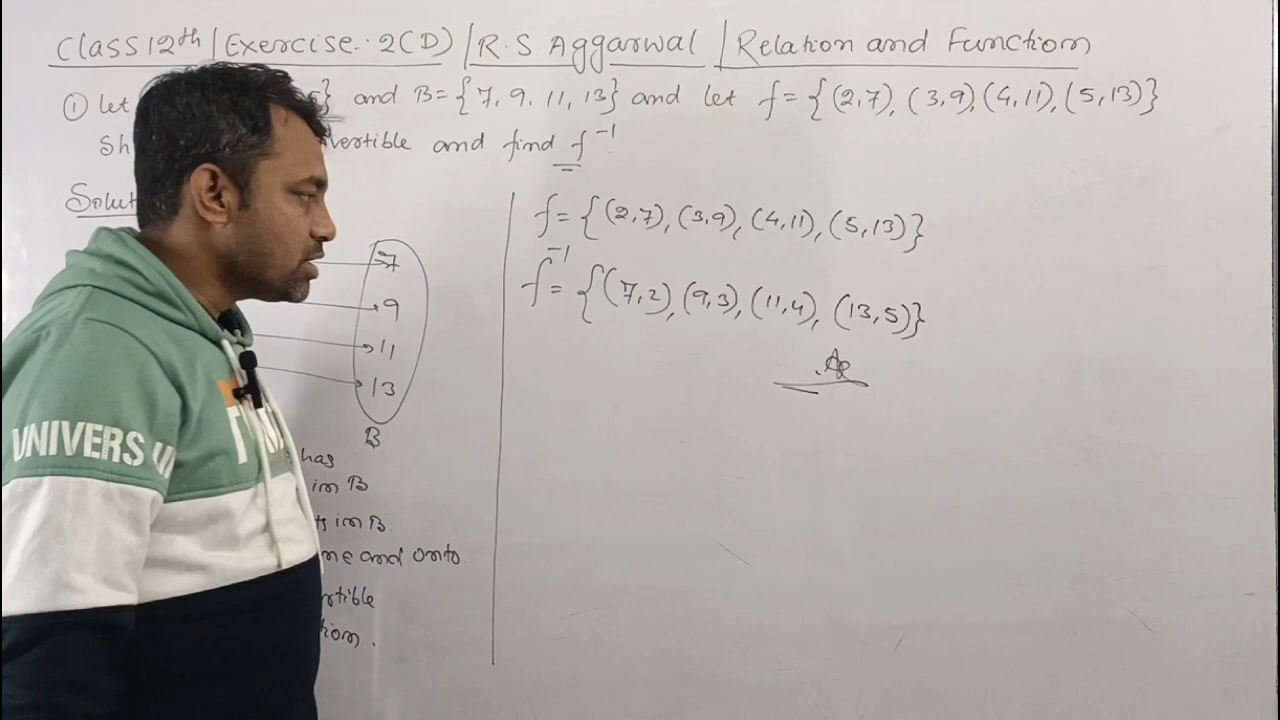 Class 12th | Exercise. 2(D) | R.S Aggarwal | Relation and Function
① let } and B = {7, 9. 11, 13} and let f = {(2,7), (3,9), (4,11), (5,13)}
Sh vertible and find f⁻¹.
Solut
7
9
11
13
B
has
in B
ts in B.
ne and onto.
rtible
tion.
f = {(2,7), (3,9), (4,11), (5,13)}
f⁻¹ = {(7,2), (9,3), (11,4), (13,5)}
UNIVERS U